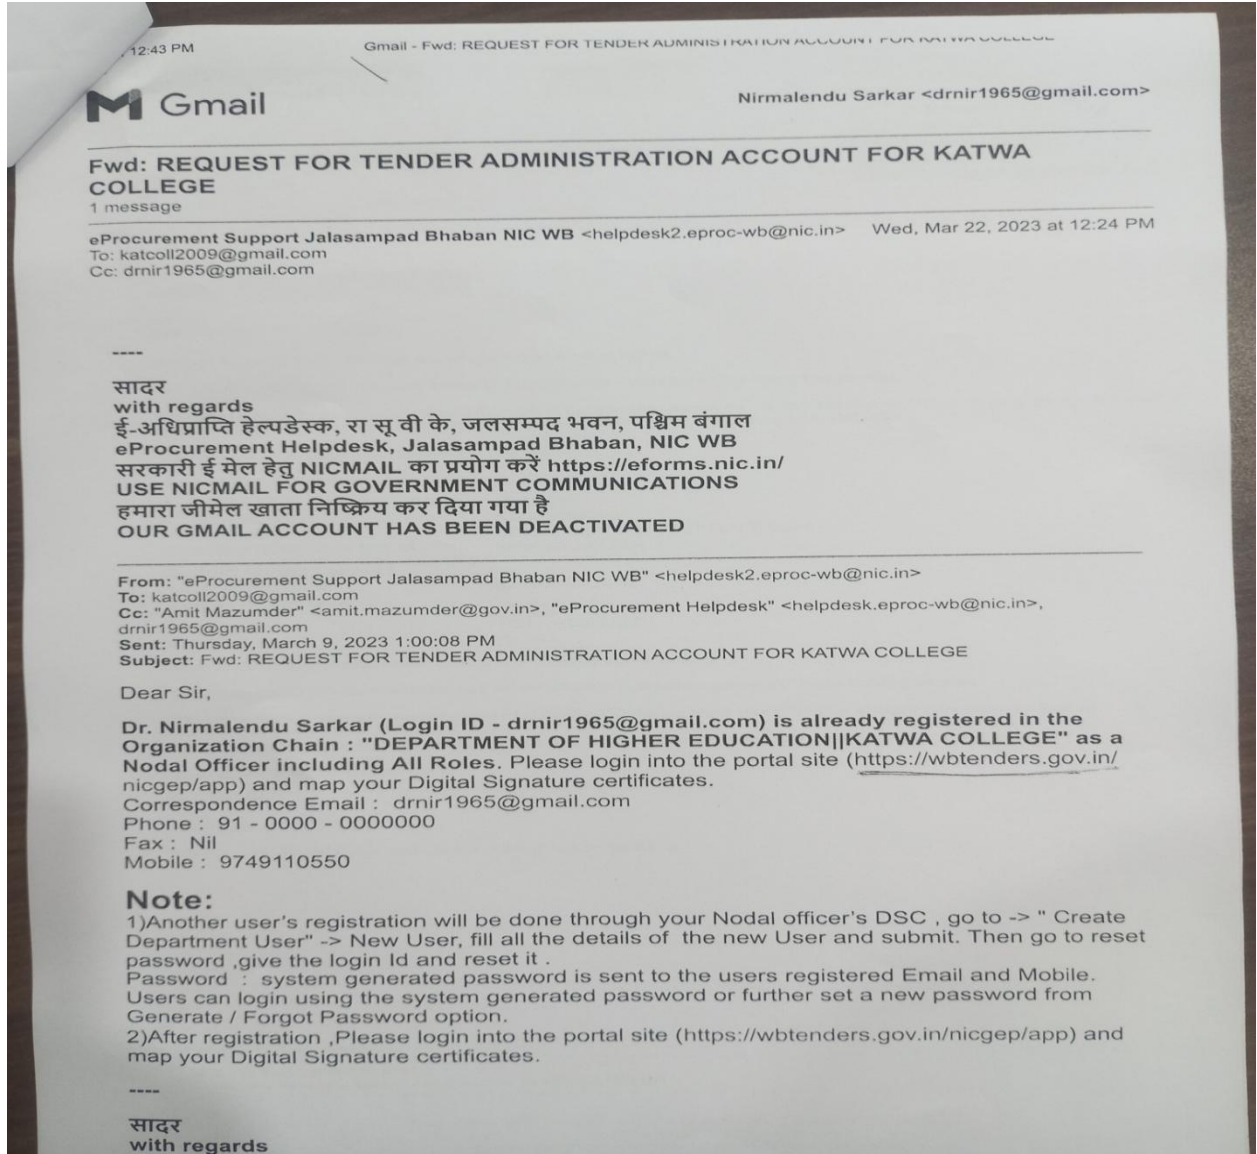 12:43 PM
Gmail - Fwd: REQUEST FOR TENDER ADMINISTRATION ACCOUNT FOR KATWA COLLEGE
M Gmail
Nirmalendu Sarkar <drnir1965@gmail.com>
Fwd: REQUEST FOR TENDER ADMINISTRATION ACCOUNT FOR KATWA
COLLEGE
1 message
eProcurement Support Jalasampad Bhaban NIC WB <helpdesk2.eproc-wb@nic.in> Wed, Mar 22, 2023 at 12:24 PM
To: katcoll2009@gmail.com
Cc: drnir1965@gmail.com
----
सादर
with regards
ई-अधिप्राप्ति हेल्पडेस्क, रा सू वी के, जलसम्पद भवन, पश्चिम बंगाल
eProcurement Helpdesk, Jalasampad Bhaban, NIC WB
सरकारी ई मेल हेतु NICMAIL का प्रयोग करें https://eforms.nic.in/
USE NICMAIL FOR GOVERNMENT COMMUNICATIONS
हमारा जीमेल खाता निष्क्रिय कर दिया गया है
OUR GMAIL ACCOUNT HAS BEEN DEACTIVATED
From: "eProcurement Support Jalasampad Bhaban NIC WB" <helpdesk2.eproc-wb@nic.in>
To: katcoll2009@gmail.com
Cc: "Amit Mazumder" <amit.mazumder@gov.in>, "eProcurement Helpdesk" <helpdesk.eproc-wb@nic.in>,
drnir1965@gmail.com
Sent: Thursday, March 9, 2023 1:00:08 PM
Subject: Fwd: REQUEST FOR TENDER ADMINISTRATION ACCOUNT FOR KATWA COLLEGE
Dear Sir,
Dr. Nirmalendu Sarkar (Login ID - drnir1965@gmail.com) is already registered in the
Organization Chain : "DEPARTMENT OF HIGHER EDUCATION||KATWA COLLEGE" as a
Nodal Officer including All Roles. Please login into the portal site (https://wbtenders.gov.in/
nicgep/app) and map your Digital Signature certificates.
Correspondence Email : drnir1965@gmail.com
Phone : 91 - 0000 - 0000000
Fax : Nil
Mobile : 9749110550
Note:
1)Another user's registration will be done through your Nodal officer's DSC , go to -> " Create
Department User" -> New User, fill all the details of the new User and submit. Then go to reset
password ,give the login Id and reset it .
Password : system generated password is sent to the users registered Email and Mobile.
Users can login using the system generated password or further set a new password from
Generate / Forgot Password option.
2)After registration ,Please login into the portal site (https://wbtenders.gov.in/nicgep/app) and
map your Digital Signature certificates.
----
सादर
with regards